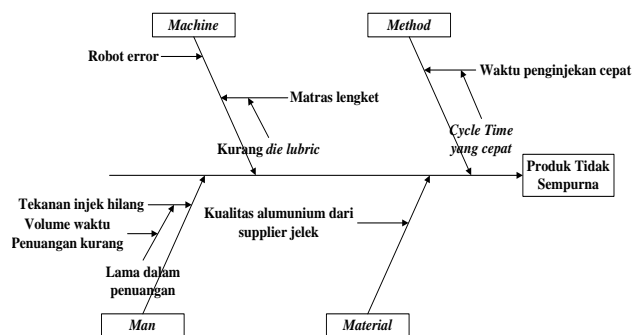 Machine
Method
Robot error
Waktu penginjekan cepat
Matras lengket
Cycle Time
yang cepat
Kurang die lubric
Produk Tidak
Sempurna
Tekanan injek hilang
Volume waktu
Penuangan kurang
Kualitas alumunium dari
supplier jelek
Lama dalam
penuangan
Man
Material